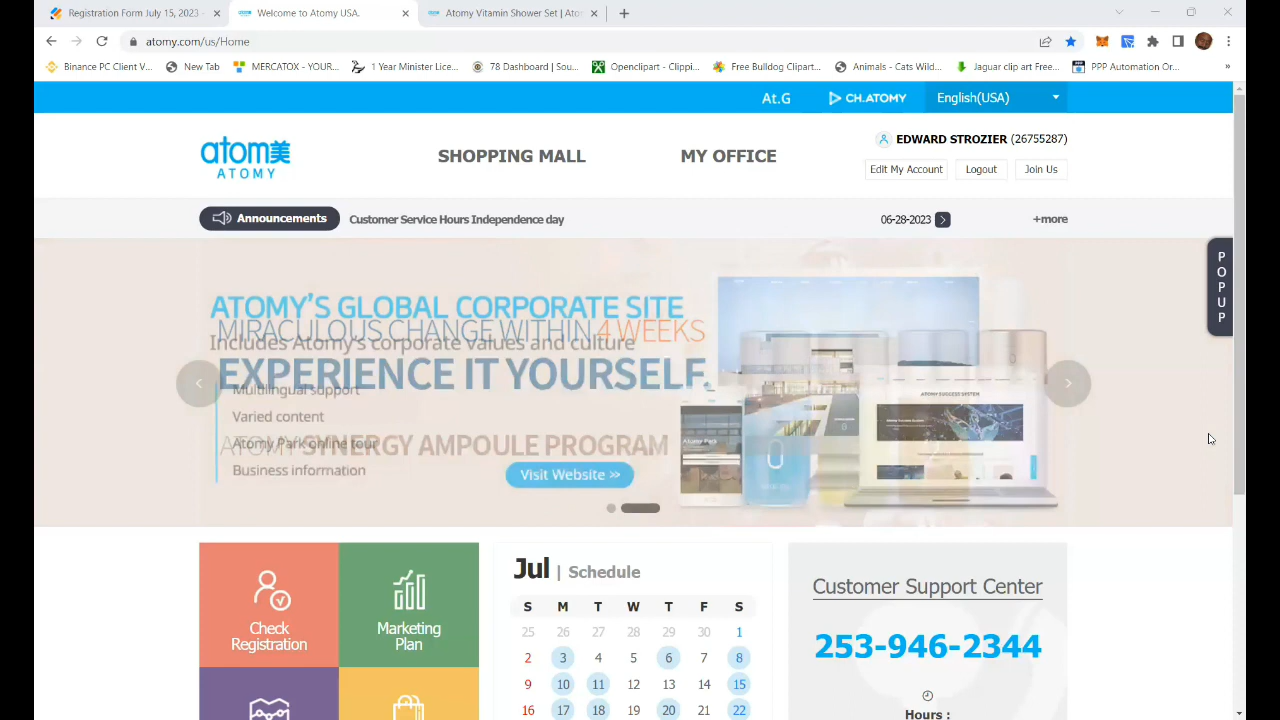 Registration Form July 15, 2023
Welcome to Atomy USA.
Atomy Vitamin Shower Set | Ato
atomy.com/us/Home
Binance PC Client V...
New Tab
MERCATOX - YOUR...
1 Year Minister Lice...
78 Dashboard | Sou...
Openclipart - Clippi...
Free Bulldog Clipart...
Animals - Cats Wild...
Jaguar clip art Free...
PPP Automation Or...
»
At.G
CH.ATOMY
English(USA)
atom美
ATOMY
SHOPPING MALL
MY OFFICE
EDWARD STROZIER (26755287)
Edit My Account
Logout
Join Us
Announcements
Customer Service Hours Independence day
06-28-2023
+more
POPUP
ATOMY'S GLOBAL CORPORATE SITE
MIRACULOUS CHANGE WITHIN 4 WEEKS
Includes Atomy's corporate values and culture
EXPERIENCE IT YOURSELF.
Multilingual support
Varied content
Atomy Park online tour
SYNERGY AMPOULE PROGRAM
Business information
Visit Website >>
ATOMY SUCCESS SYSTEM
Atomy Park
Check
Registration
Marketing
Plan
Jul | Schedule
S M T W T F S
25 26 27 28 29 30 1
2 3 4 5 6 7 8
9 10 11 12 13 14 15
16 17 18 19 20 21 22
Customer Support Center
253-946-2344
Hours :